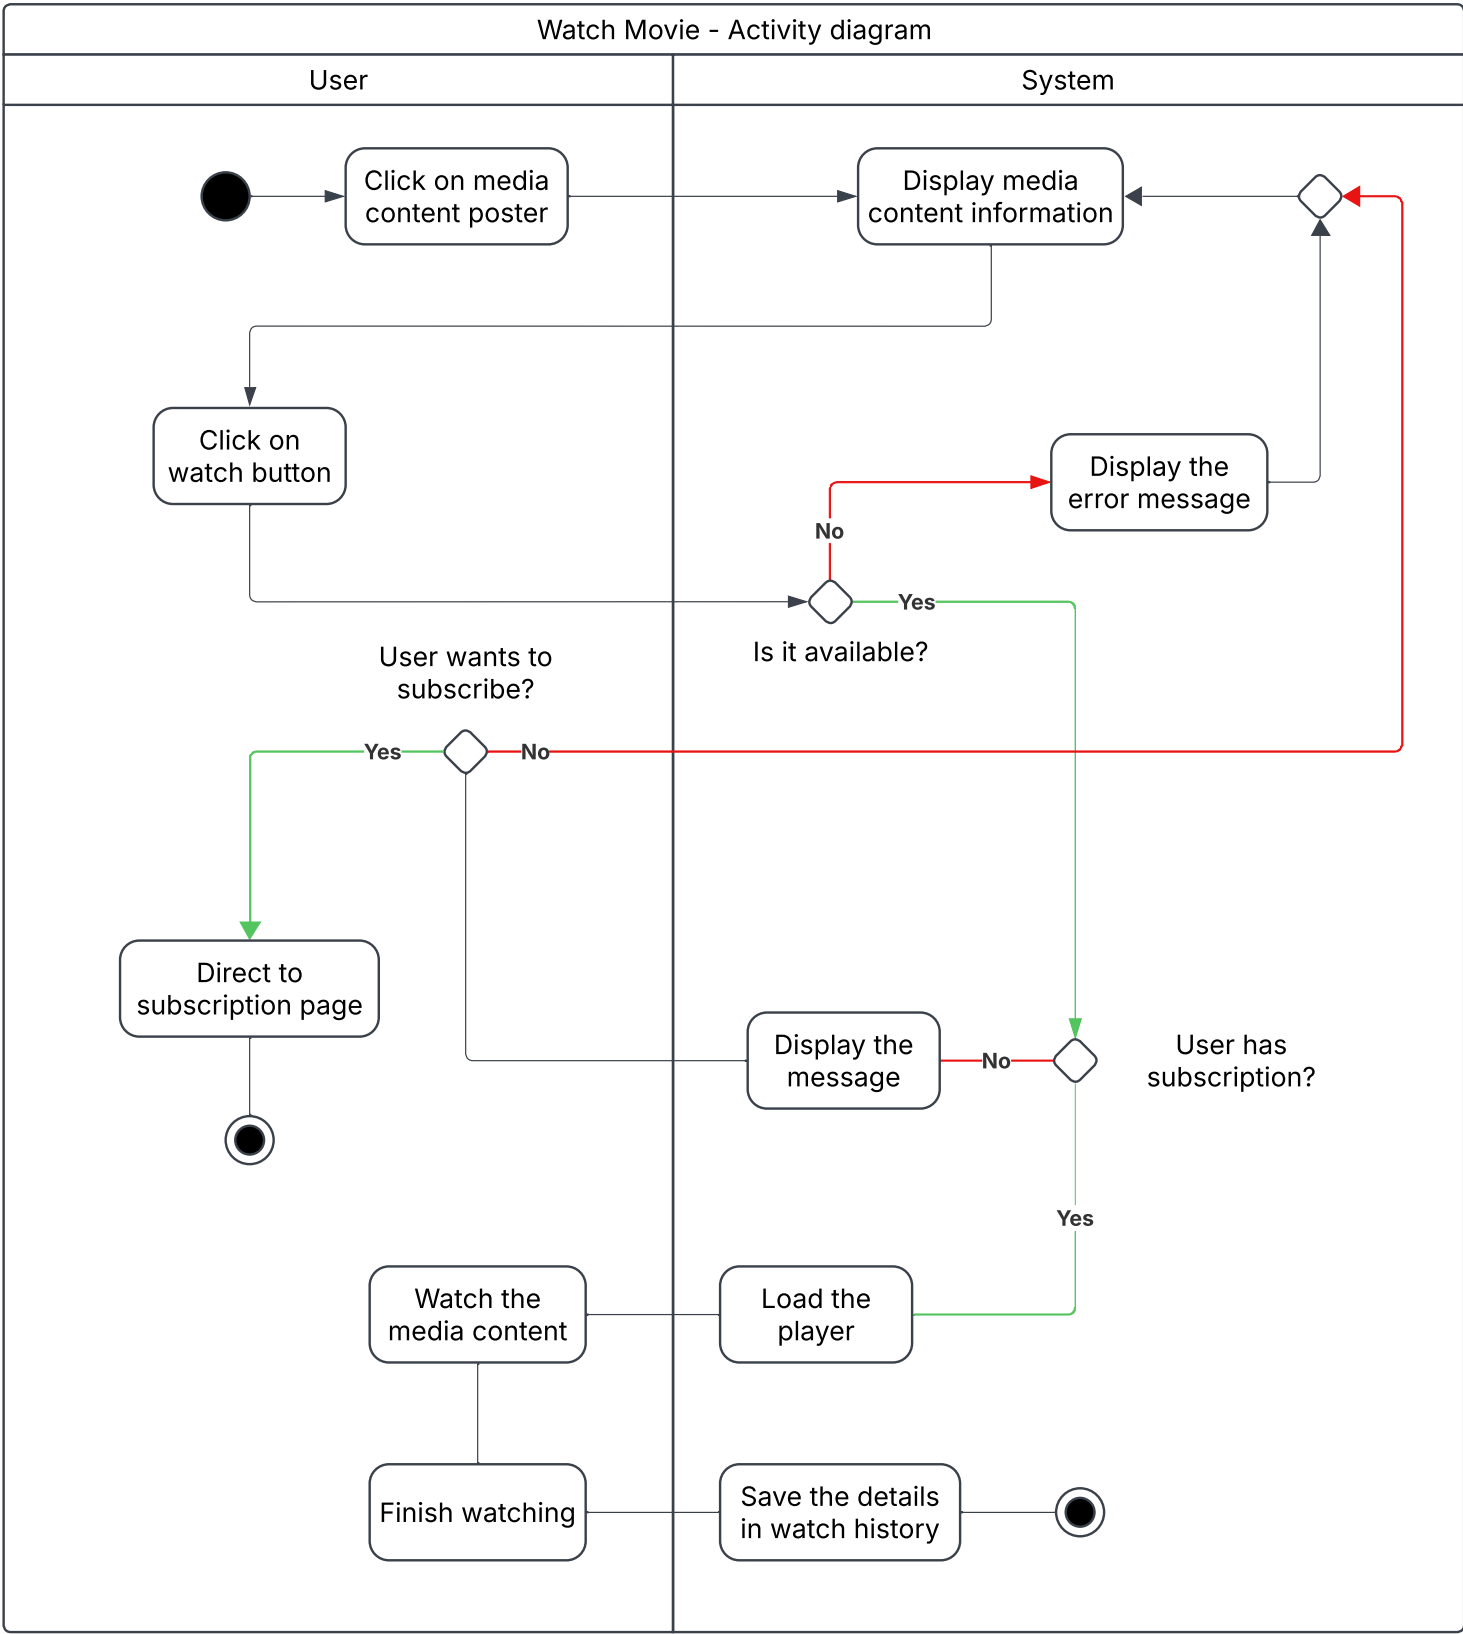 Watch Movie - Activity diagram
User
System
Click on media
content poster
Display media
content information
Click on
watch button
Display the
error message
No
Yes
Is it available?
User wants to
subscribe?
Yes
No
Direct to
subscription page
Display the
message
No
User has
subscription?
Yes
Watch the
media content
Load the
player
Finish watching
Save the details
in watch history